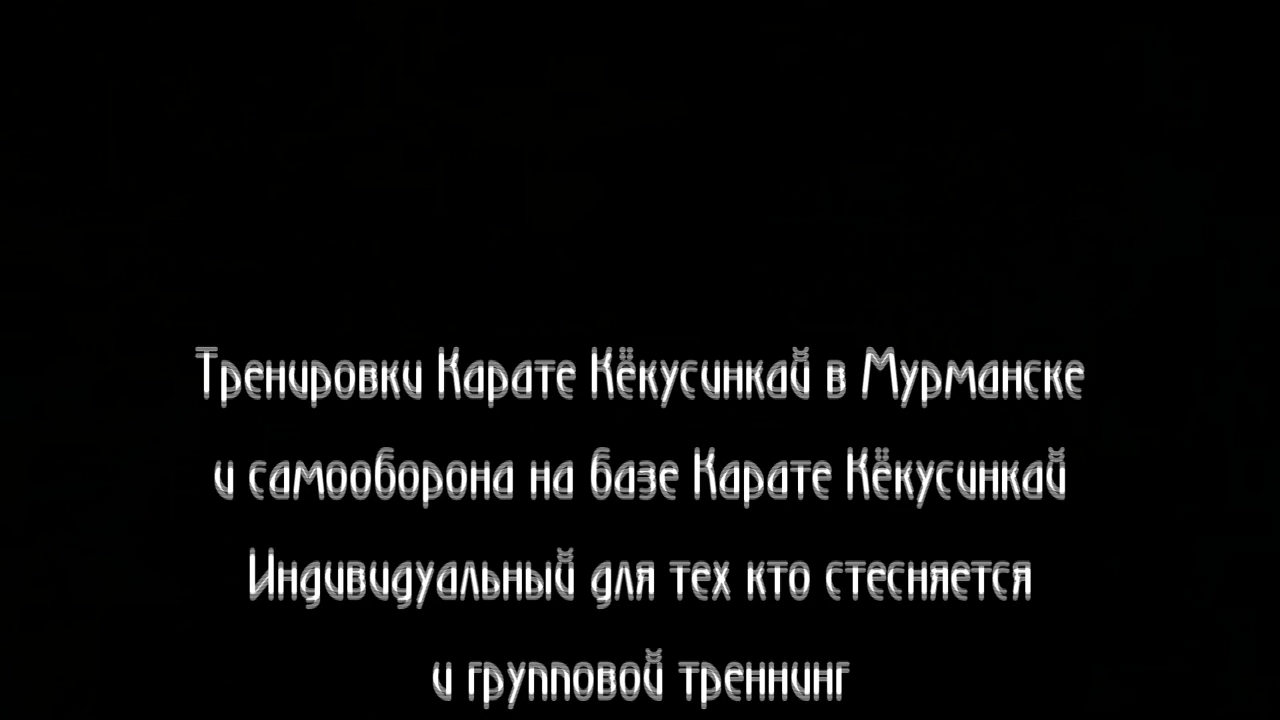 Тренировки Карате Кёкусинкай в Мурманске
и самооборона на базе Карате Кёкусинкай
Индивидуальный для тех кто стесняется
и групповой треннинг